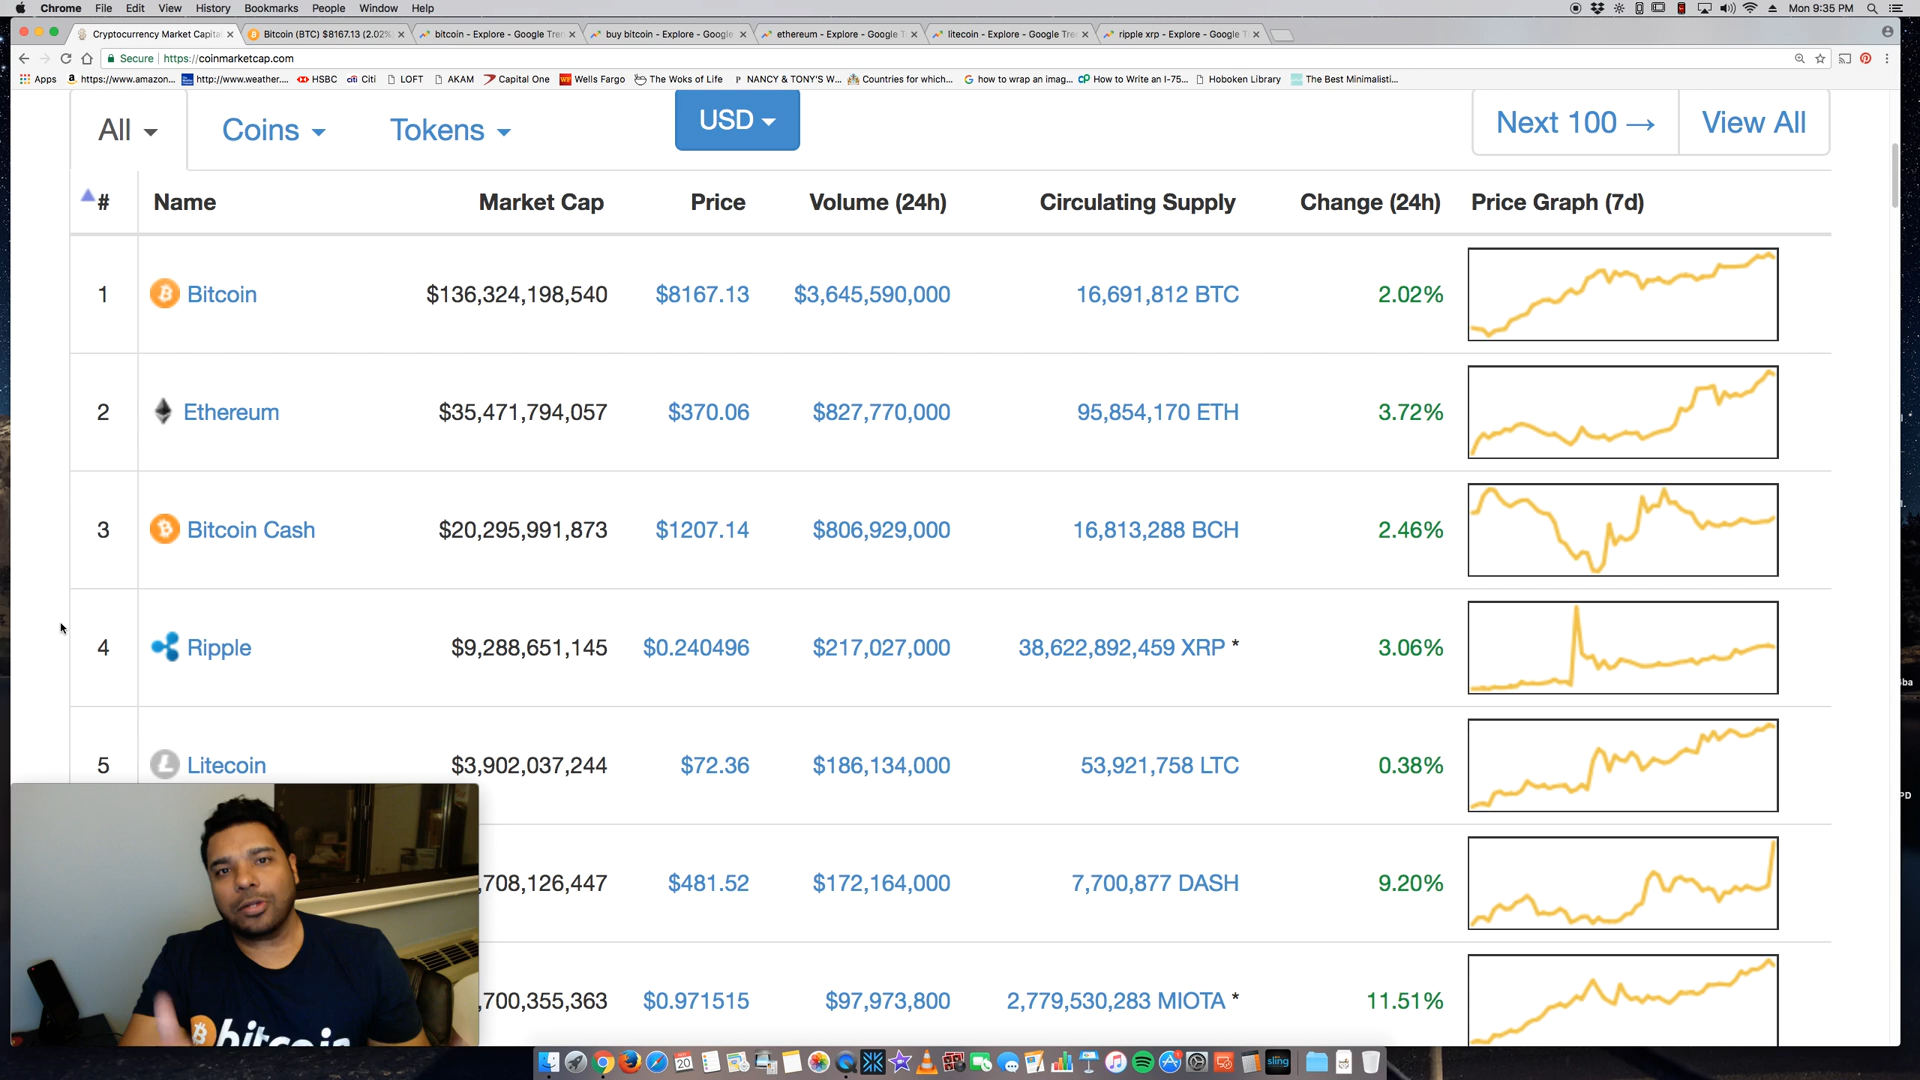 Chrome File Edit View History Bookmarks People Window Help
Mon 9:35 PM
Cryptocurrency Market Capital
Bitcoin (BTC) $8167.13 (2.02%
bitcoin - Explore - Google Tre
buy bitcoin - Explore - Google
ethereum - Explore - Google T
litecoin - Explore - Google Tre
ripple xrp - Explore - Google T
Secure https://coinmarketcap.com
Apps https://www.amazon... http://www.weather.... HSBC citi Citi LOFT AKAM Capital One Wells Fargo The Woks of Life NANCY & TONY'S W... Countries for which... how to wrap an imag... How to Write an I-75... Hoboken Library The Best Minimalisti...
All Coins Tokens USD Next 100 → View All
# Name Market Cap Price Volume (24h) Circulating Supply Change (24h) Price Graph (7d)
1 Bitcoin $136,324,198,540 $8167.13 $3,645,590,000 16,691,812 BTC 2.02%
2 Ethereum $35,471,794,057 $370.06 $827,770,000 95,854,170 ETH 3.72%
3 Bitcoin Cash $20,295,991,873 $1207.14 $806,929,000 16,813,288 BCH 2.46%
4 Ripple $9,288,651,145 $0.240496 $217,027,000 38,622,892,459 XRP * 3.06%
5 Litecoin $3,902,037,244 $72.36 $186,134,000 53,921,758 LTC 0.38%
,708,126,447 $481.52 $172,164,000 7,700,877 DASH 9.20%
,700,355,363 $0.971515 $97,973,800 2,779,530,283 MIOTA * 11.51%
bitcoin
20
sling